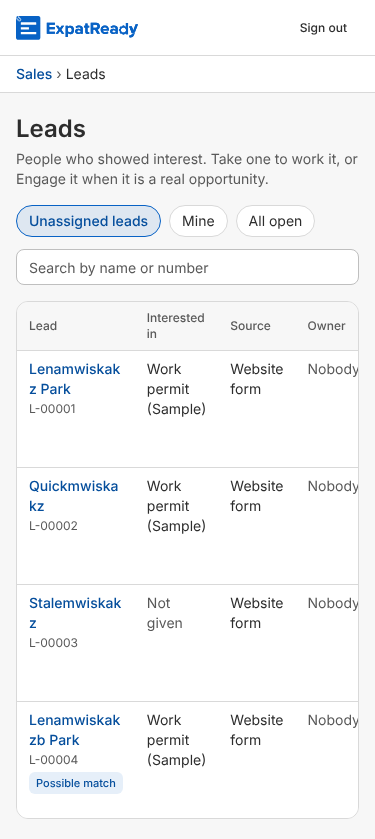 ExpatReady
Sign out
Sales › Leads
Leads
People who showed interest. Take one to work it, or
Engage it when it is a real opportunity.
Unassigned leads
Mine
All open
Search by name or number
Lead
Interested
in
Source
Owner
Lenamwiskak
z Park
L-00001
Work
permit
(Sample)
Website
form
Nobody
Quickmwiska
kz
L-00002
Work
permit
(Sample)
Website
form
Nobody
Stalemwiskak
z
L-00003
Not
given
Website
form
Nobody
Lenamwiskak
zb Park
L-00004
Possible match
Work
permit
(Sample)
Website
form
Nobody